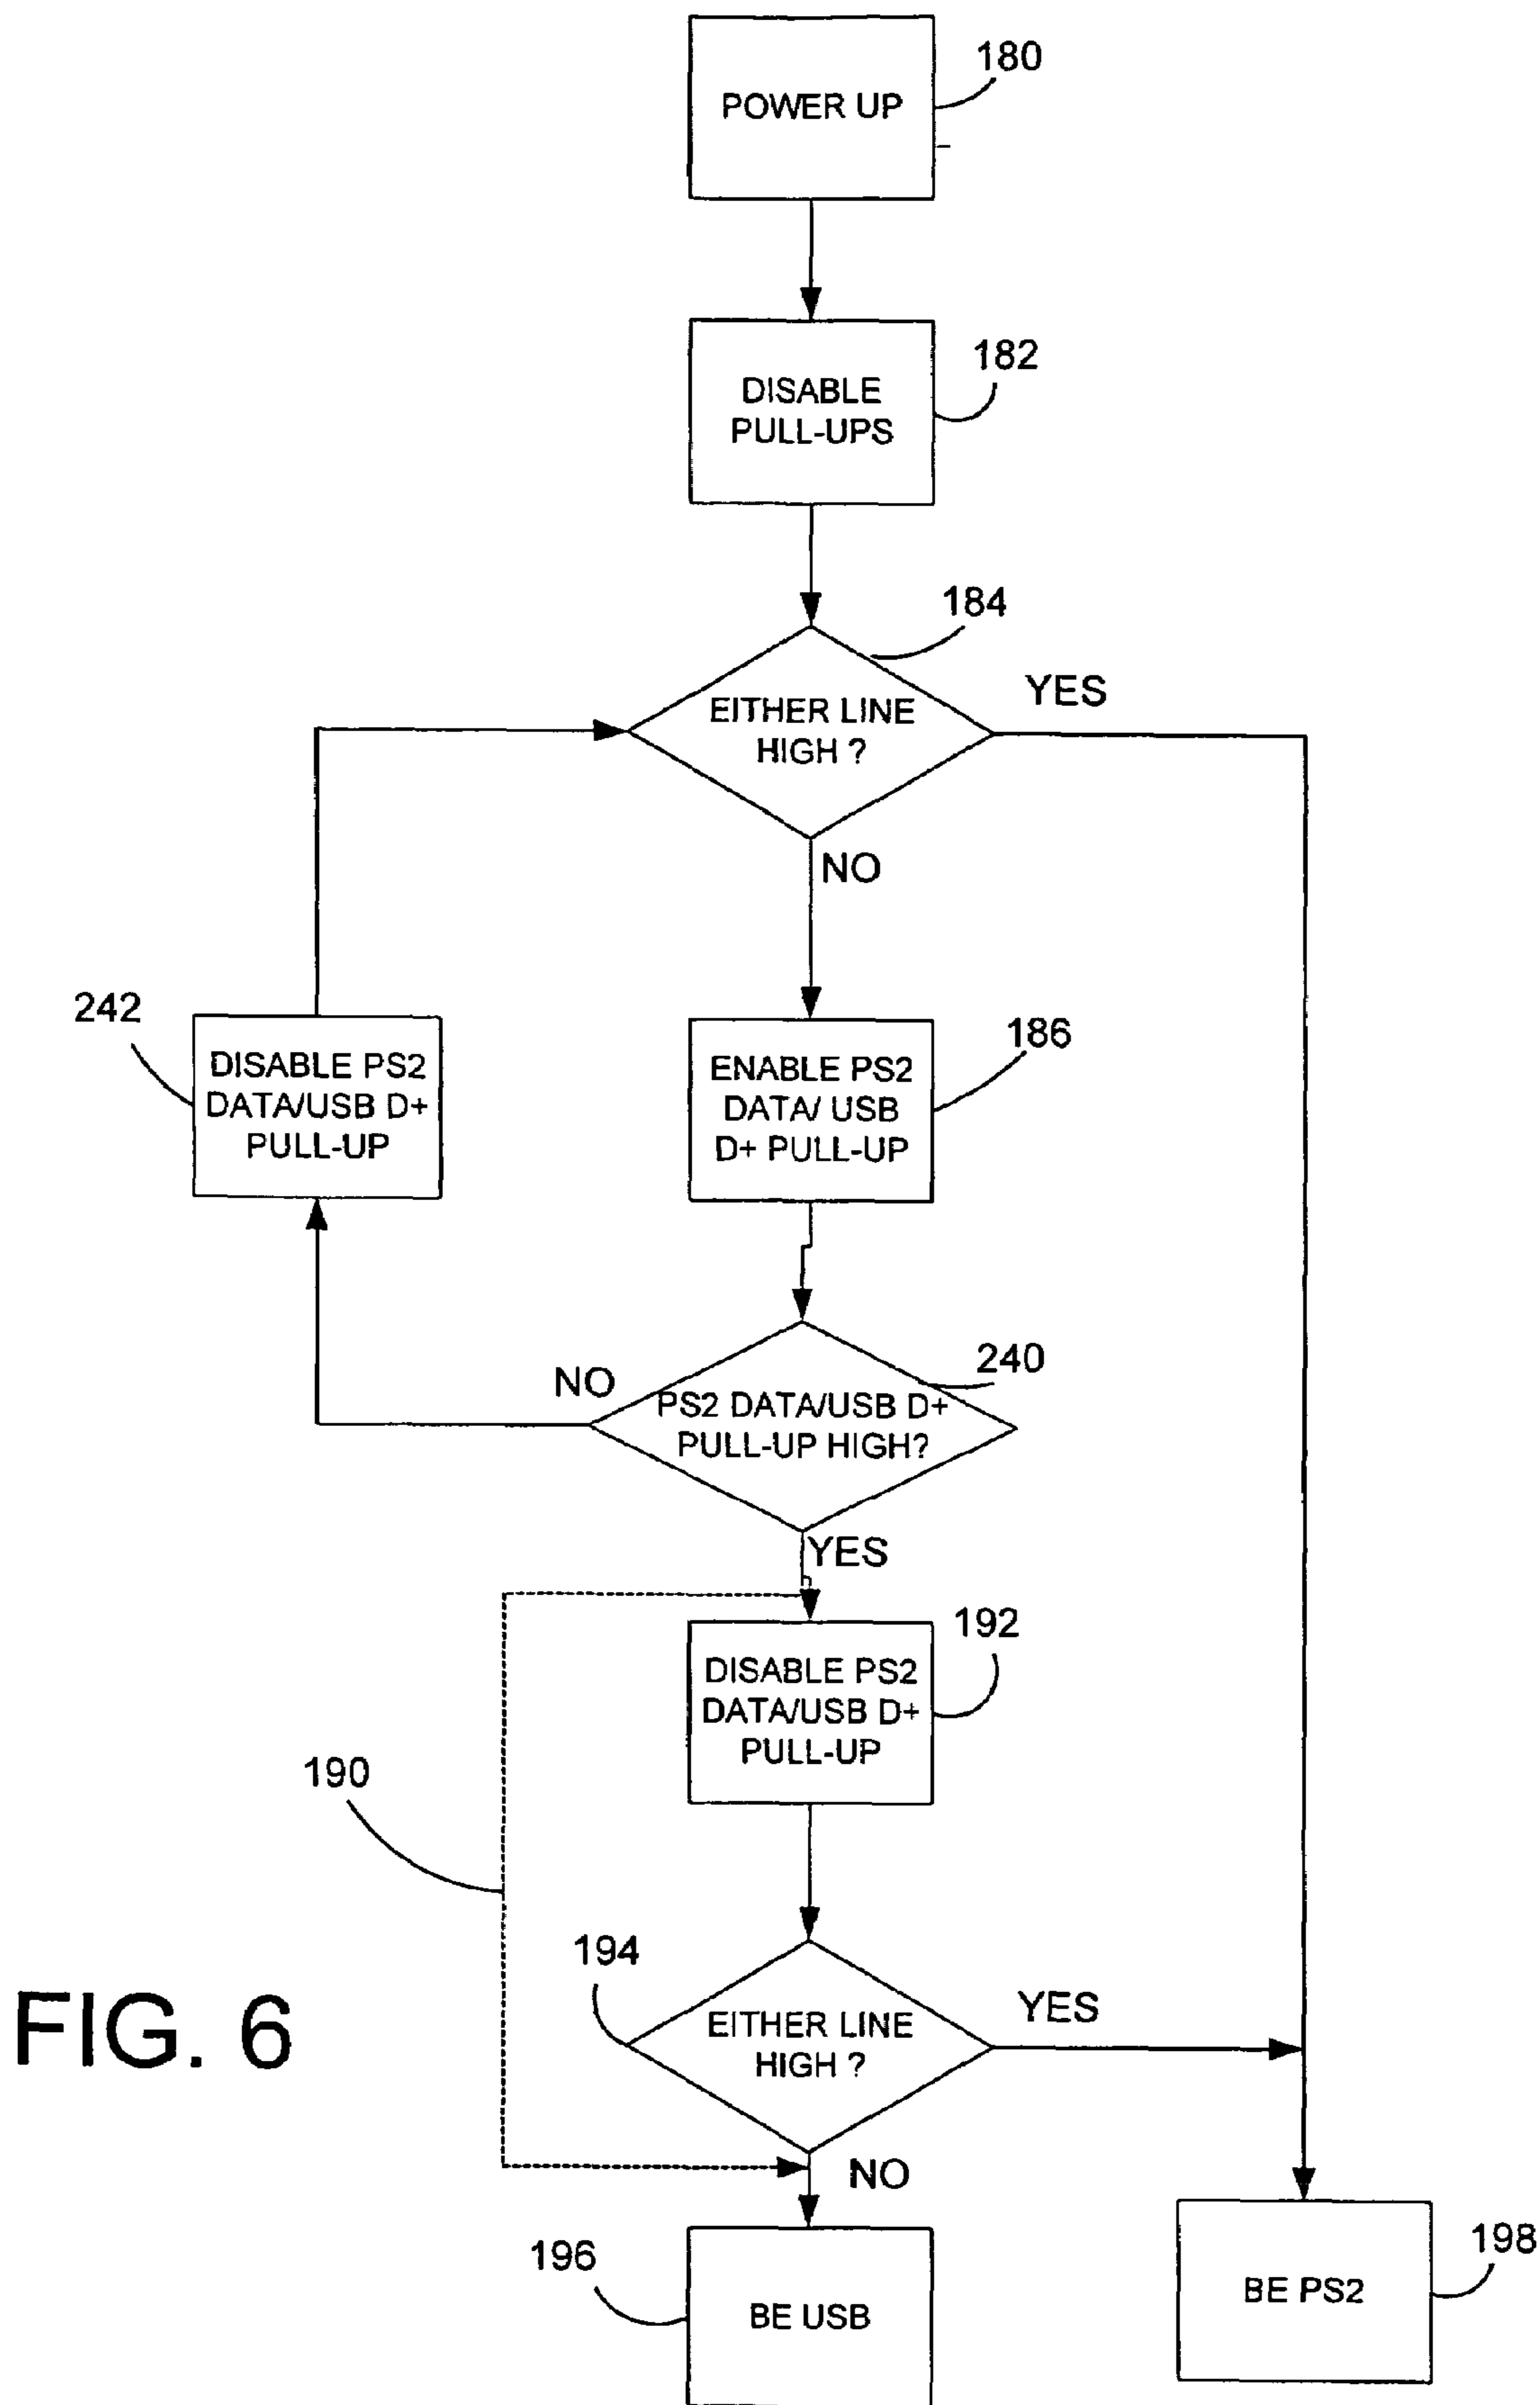 180
POWER UP
182
DISABLE
PULL-UPS
184
EITHER LINE
HIGH ?
YES
NO
242
DISABLE PS2
DATA/USB D+
PULL-UP
186
ENABLE PS2
DATA/ USB
D+ PULL-UP
240
NO
PS2 DATA/USB D+
PULL-UP HIGH?
YES
192
DISABLE PS2
DATA/USB D+
PULL-UP
190
194
EITHER LINE
HIGH ?
YES
FIG. 6
NO
196
BE USB
198
BE PS2